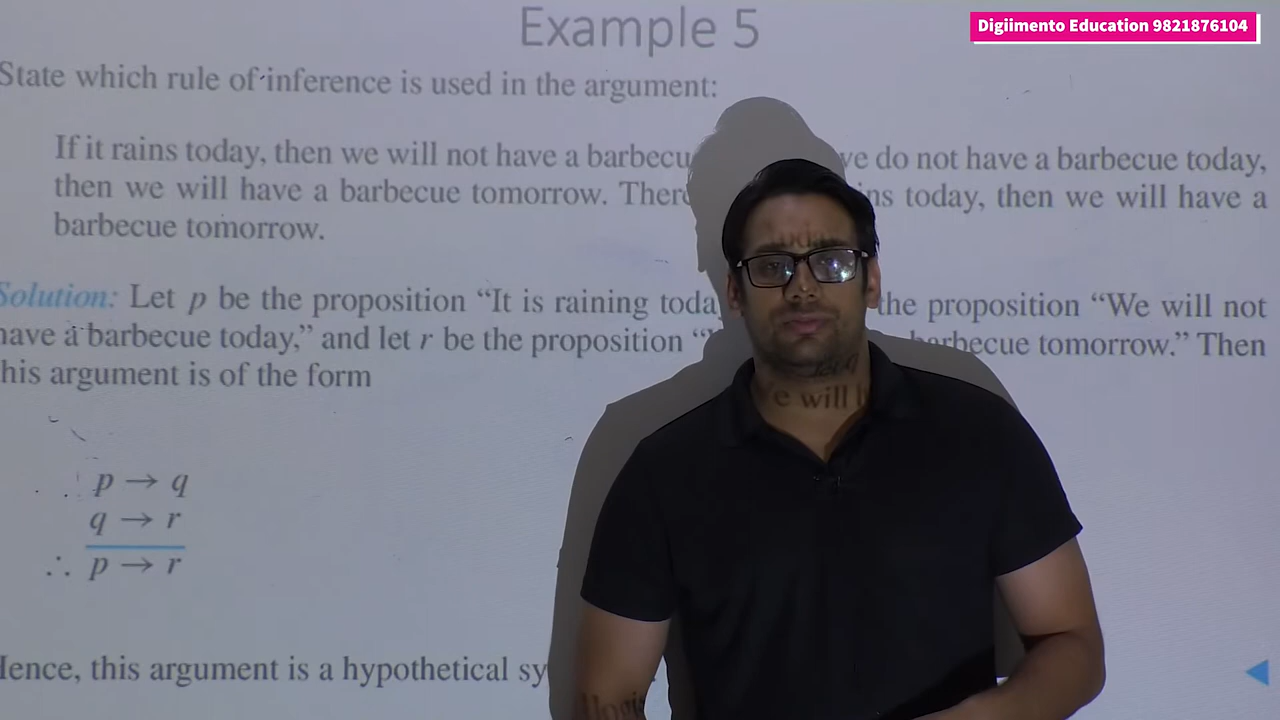 Example 5
Digiimento Education 9821876104
State which rule of inference is used in the argument:
If it rains today, then we will not have a barbecu ve do not have a barbecue today,
then we will have a barbecue tomorrow. There ns today, then we will have a
barbecue tomorrow.
Solution: Let p be the proposition “It is raining toda the proposition “We will not
have a barbecue today,” and let r be the proposition “ barbecue tomorrow.” Then
his argument is of the form
p → q
q → r
∴ p → r
Hence, this argument is a hypothetical sy